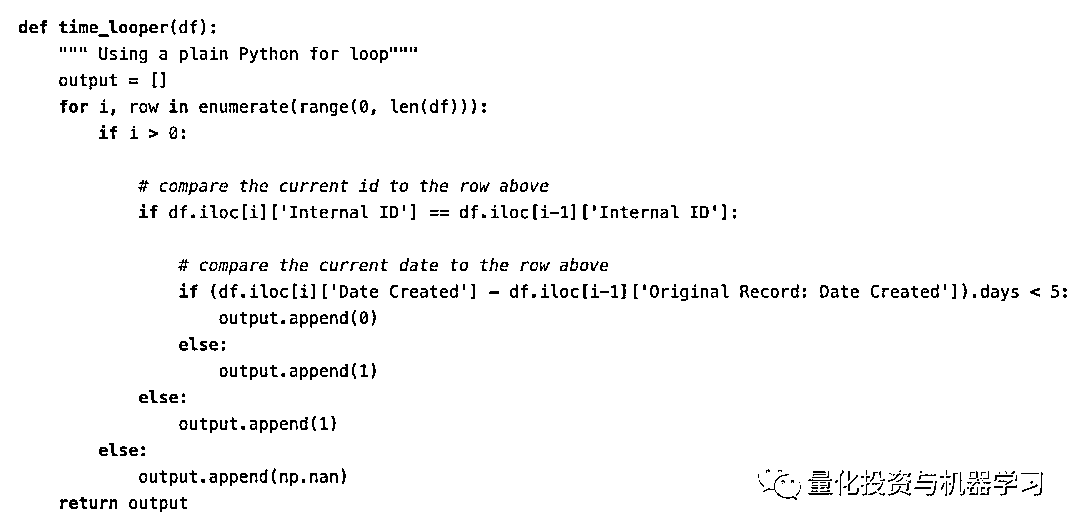 def time_looper(df):
    """ Using a plain Python for loop"""
    output = []
    for i, row in enumerate(range(0, len(df))):
        if i > 0:

            # compare the current id to the row above
            if df.iloc[i]['Internal ID'] == df.iloc[i-1]['Internal ID']:

                # compare the current date to the row above
                if (df.iloc[i]['Date Created'] - df.iloc[i-1]['Original Record: Date Created']).days < 5:
                    output.append(0)
                else:
                    output.append(1)
            else:
                output.append(1)
        else:
            output.append(np.nan)
    return output
量化投资与机器学习